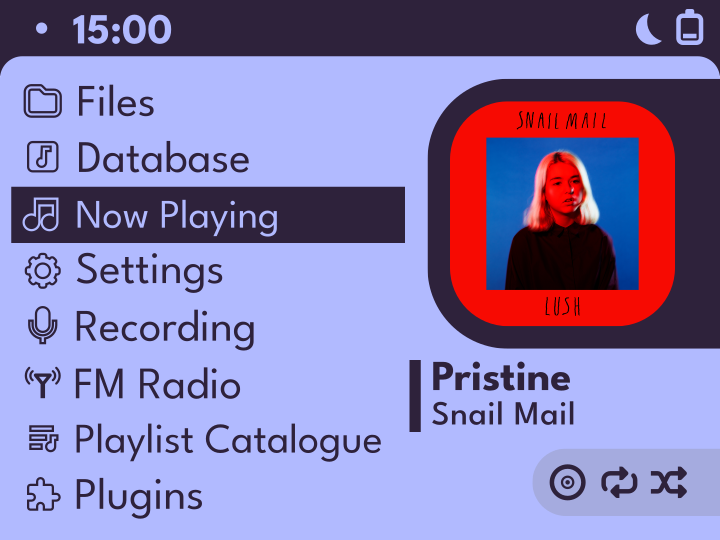 15:00
Files
Database
Now Playing
Settings
Recording
FM Radio
Playlist Catalogue
Plugins
SNAIL MAIL
LUSH
Pristine
Snail Mail